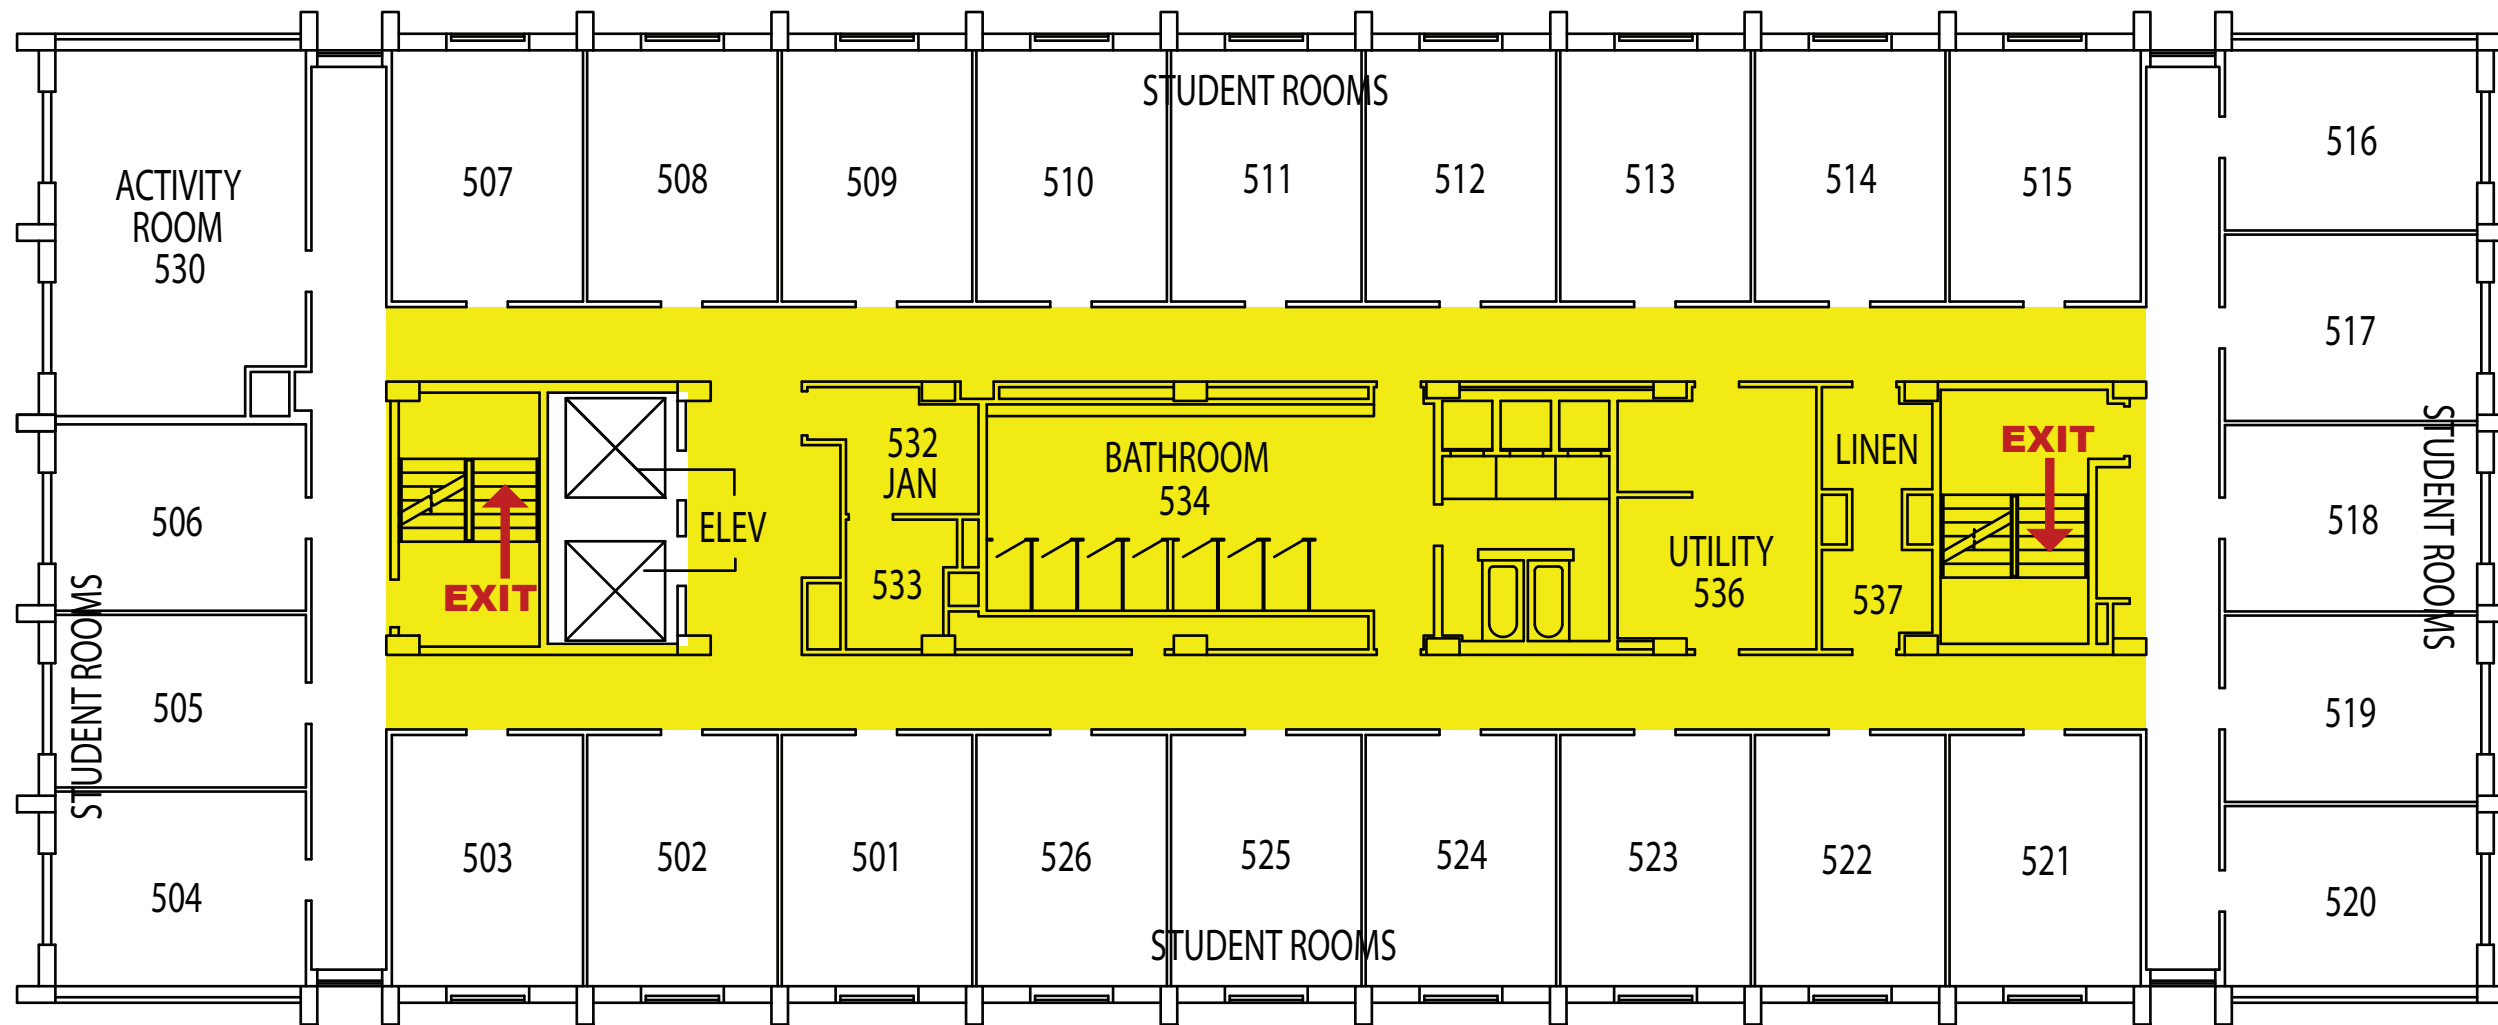 STUDENT ROOMS
507
508
509
510
511
512
513
514
515
516
ACTIVITY
ROOM
530
517
532
JAN
BATHROOM
534
LINEN
EXIT
STUDENT ROOMS
506
ELEV
518
533
UTILITY
536
537
EXIT
STUDENT ROOMS
505
519
503
502
501
526
525
524
523
522
521
504
520
STUDENT ROOMS